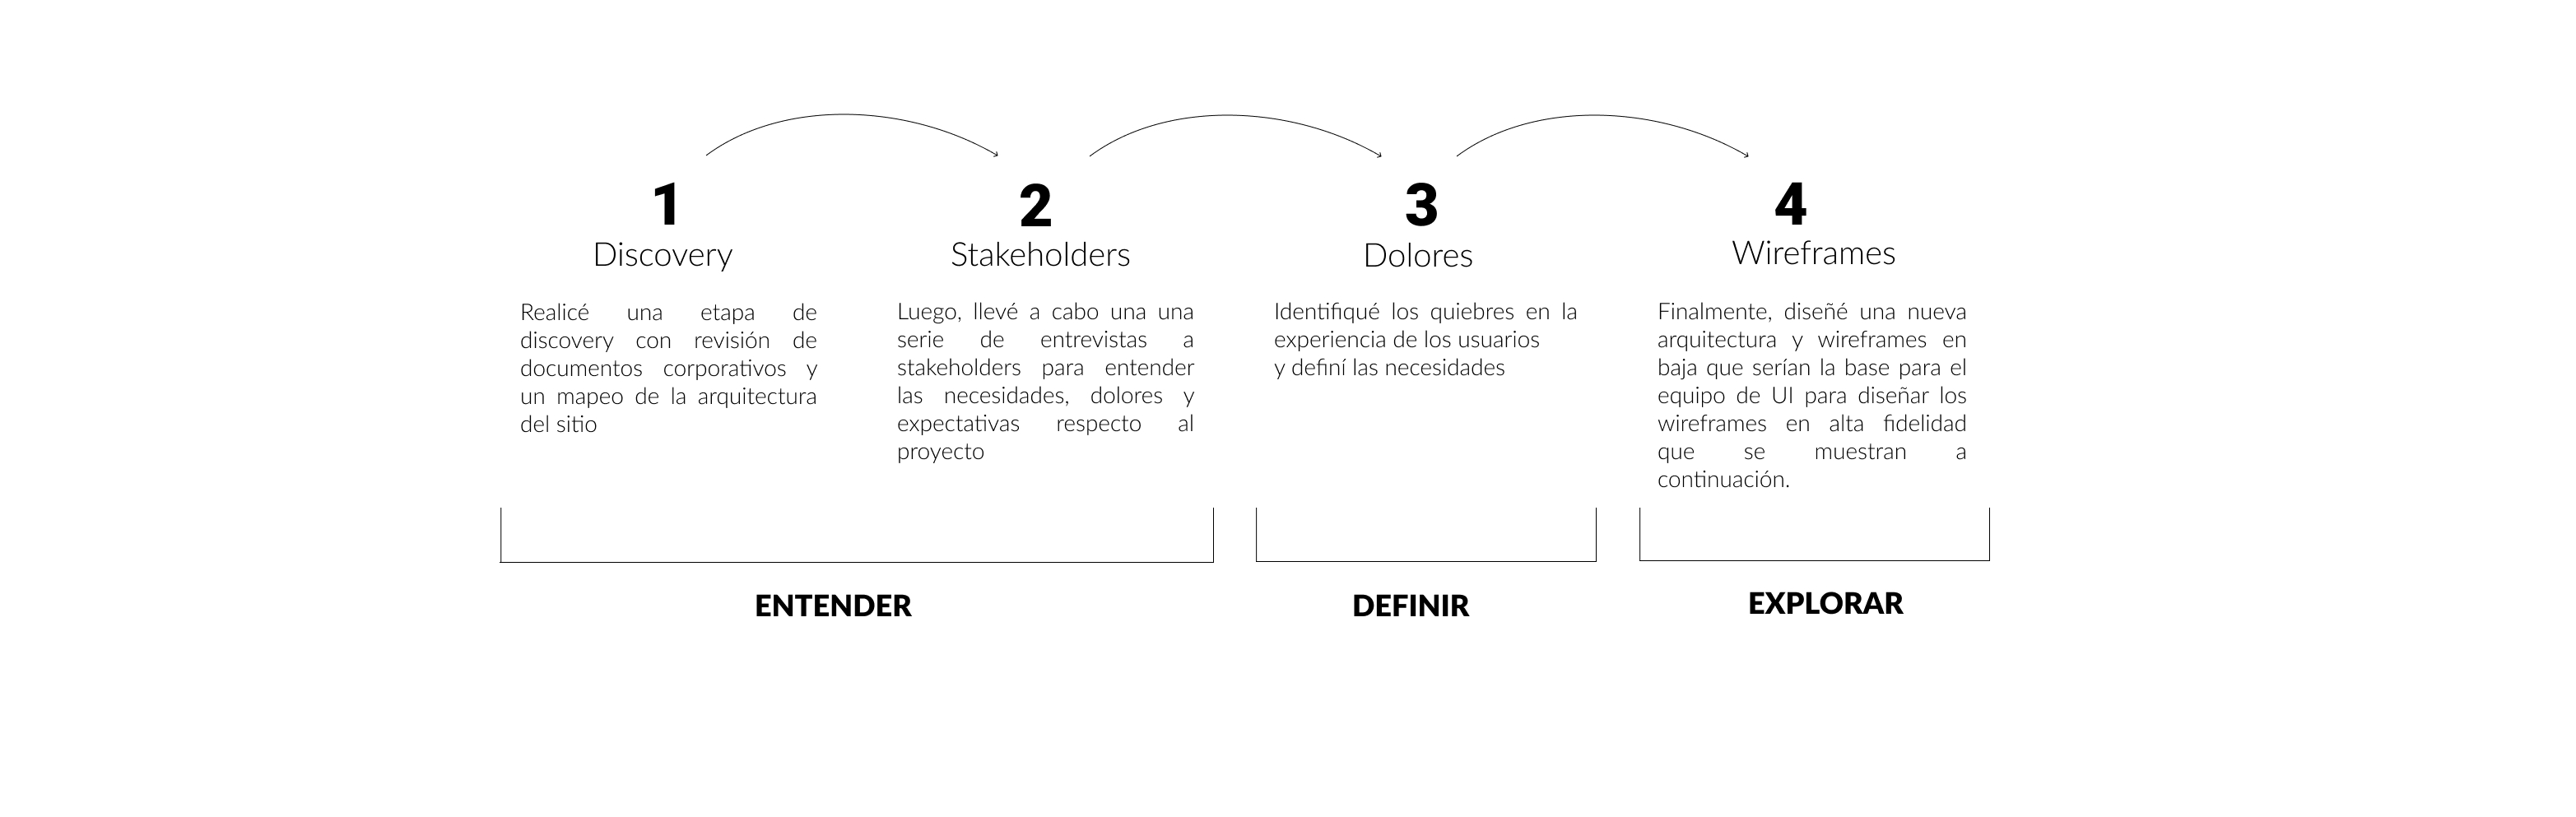 1
Discovery
Realicé una etapa de
discovery con revisión de
documentos corporativos y
un mapeo de la arquitectura
del sitio
2
Stakeholders
Luego, llevé a cabo una una
serie de entrevistas a
stakeholders para entender
las necesidades, dolores y
expectativas respecto al
proyecto
3
Dolores
Identifiqué los quiebres en la
experiencia de los usuarios
y definí las necesidades
4
Wireframes
Finalmente, diseñé una nueva
arquitectura y wireframes en
baja que serían la base para el
equipo de UI para diseñar los
wireframes en alta fidelidad
que se muestran a
continuación.
ENTENDER
DEFINIR
EXPLORAR